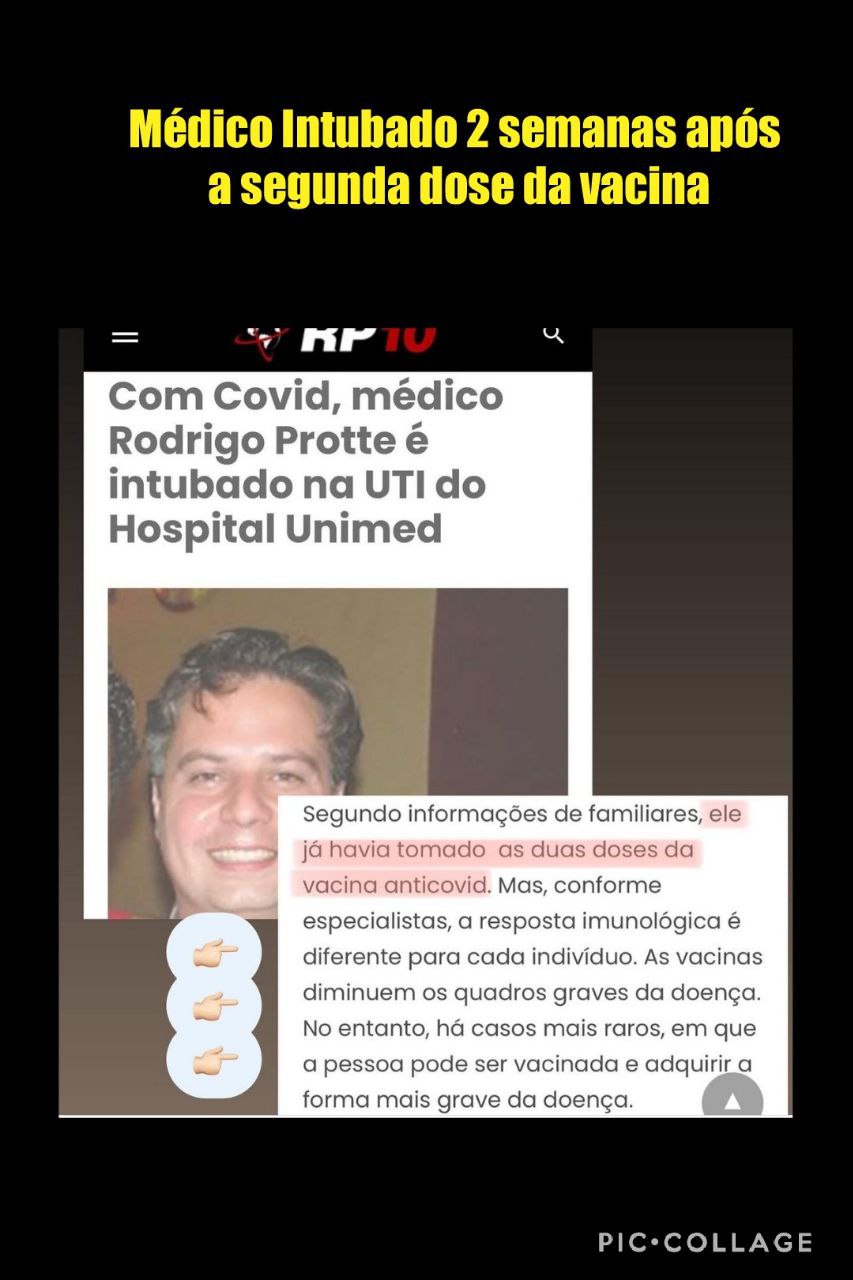 Médico Intubado 2 semanas após
a segunda dose da vacina
RP10
Com Covid, médico
Rodrigo Protte é
intubado na UTI do
Hospital Unimed
Segundo informações de familiares, ele
já havia tomado as duas doses da
vacina anticovid. Mas, conforme
especialistas, a resposta imunológica é
diferente para cada indivíduo. As vacinas
diminuem os quadros graves da doença.
No entanto, há casos mais raros, em que
a pessoa pode ser vacinada e adquirir a
forma mais grave da doença.
PIC•COLLAGE